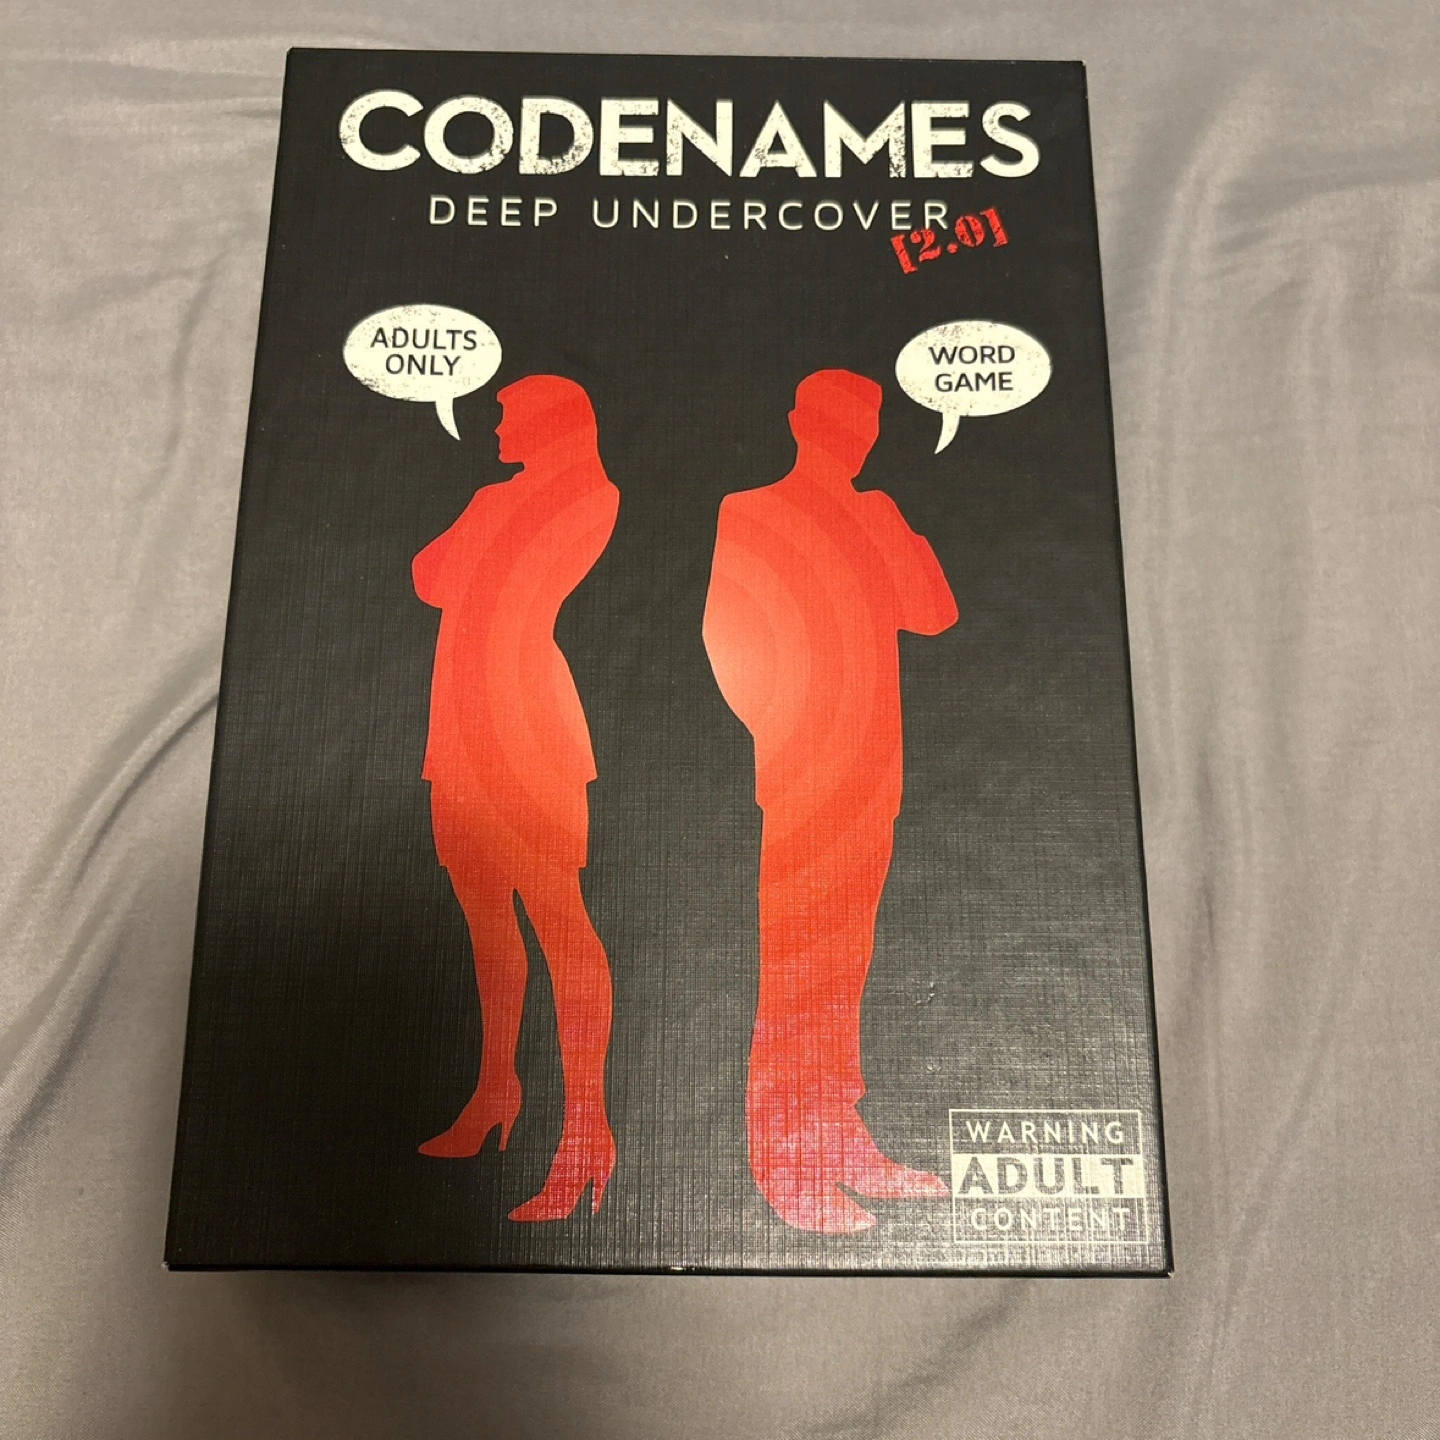 CODENAMES
DEEP UNDERCOVER
[2.0]
ADULTS
ONLY
WORD
GAME
WARNING
ADULT
CONTENT